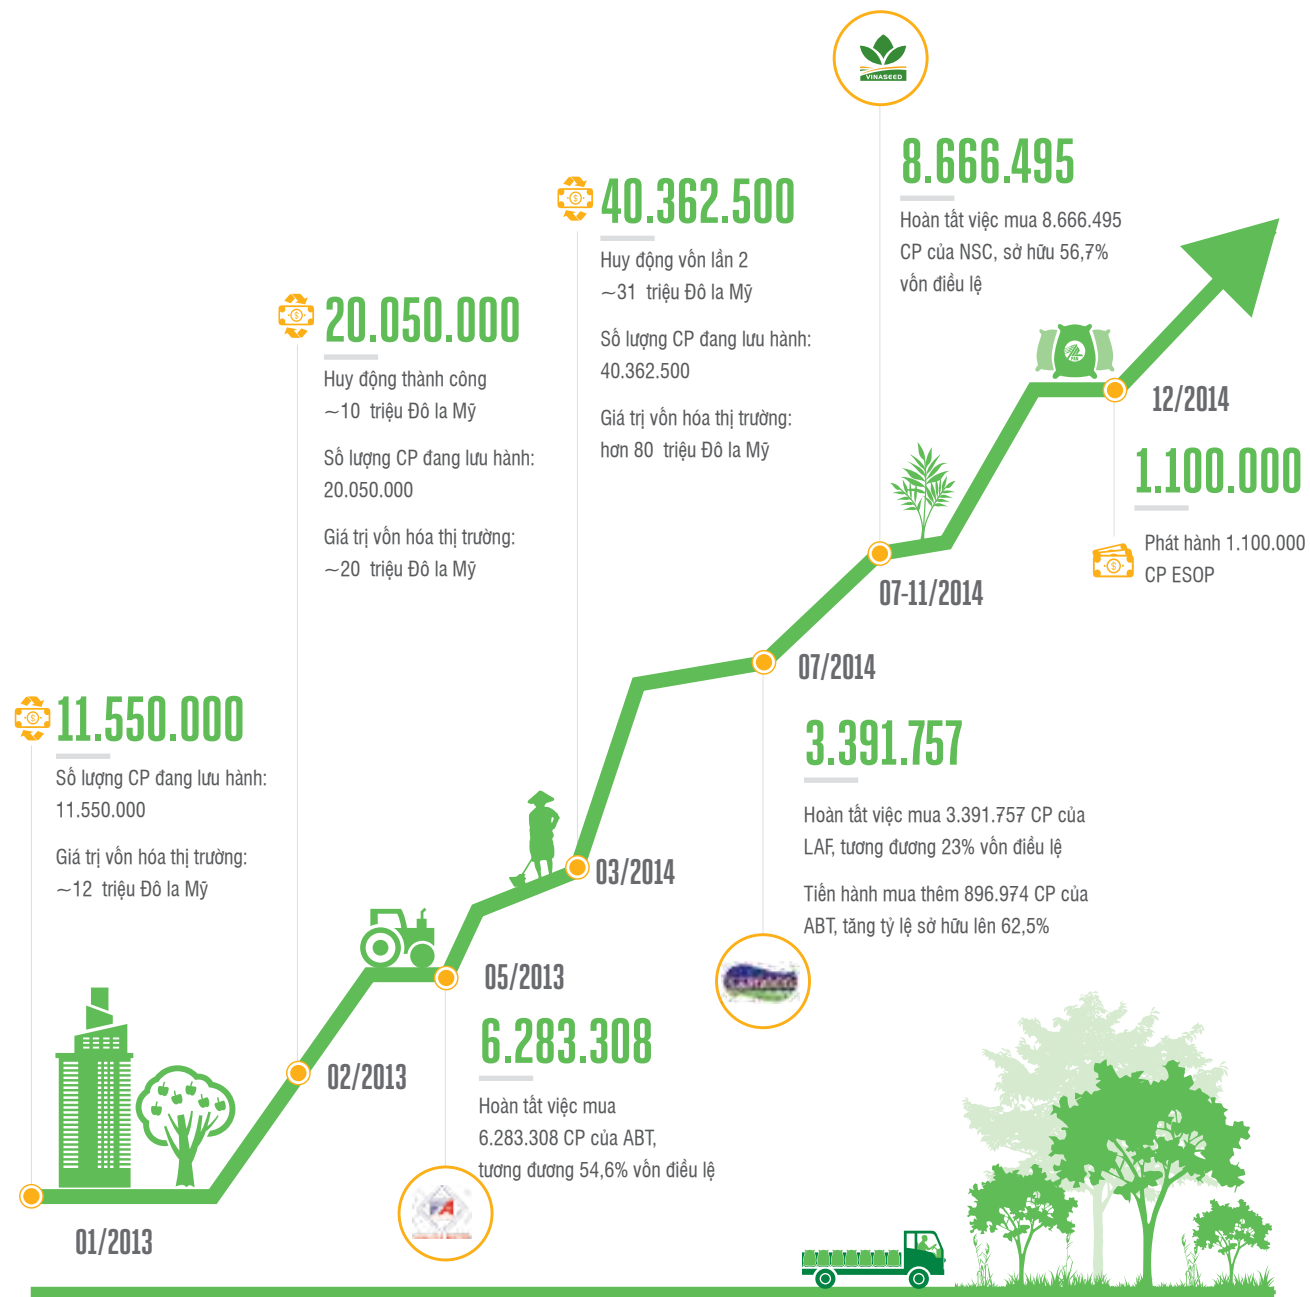 VINASEED
8.666.495
Hoàn tất việc mua 8.666.495
CP của NSC, sở hữu 56,7%
vốn điều lệ
40.362.500
Huy động vốn lần 2
~31 triệu Đô la Mỹ
Số lượng CP đang lưu hành:
40.362.500
Giá trị vốn hóa thị trường:
hơn 80 triệu Đô la Mỹ
20.050.000
Huy động thành công
~10 triệu Đô la Mỹ
Số lượng CP đang lưu hành:
20.050.000
Giá trị vốn hóa thị trường:
~20 triệu Đô la Mỹ
12/2014
1.100.000
Phát hành 1.100.000
CP ESOP
07-11/2014
07/2014
3.391.757
Hoàn tất việc mua 3.391.757 CP của
LAF, tương đương 23% vốn điều lệ
Tiến hành mua thêm 896.974 CP của
ABT, tăng tỷ lệ sở hữu lên 62,5%
11.550.000
Số lượng CP đang lưu hành:
11.550.000
Giá trị vốn hóa thị trường:
~12 triệu Đô la Mỹ
03/2014
05/2013
6.283.308
Hoàn tất việc mua
6.283.308 CP của ABT,
tương đương 54,6% vốn điều lệ
02/2013
01/2013